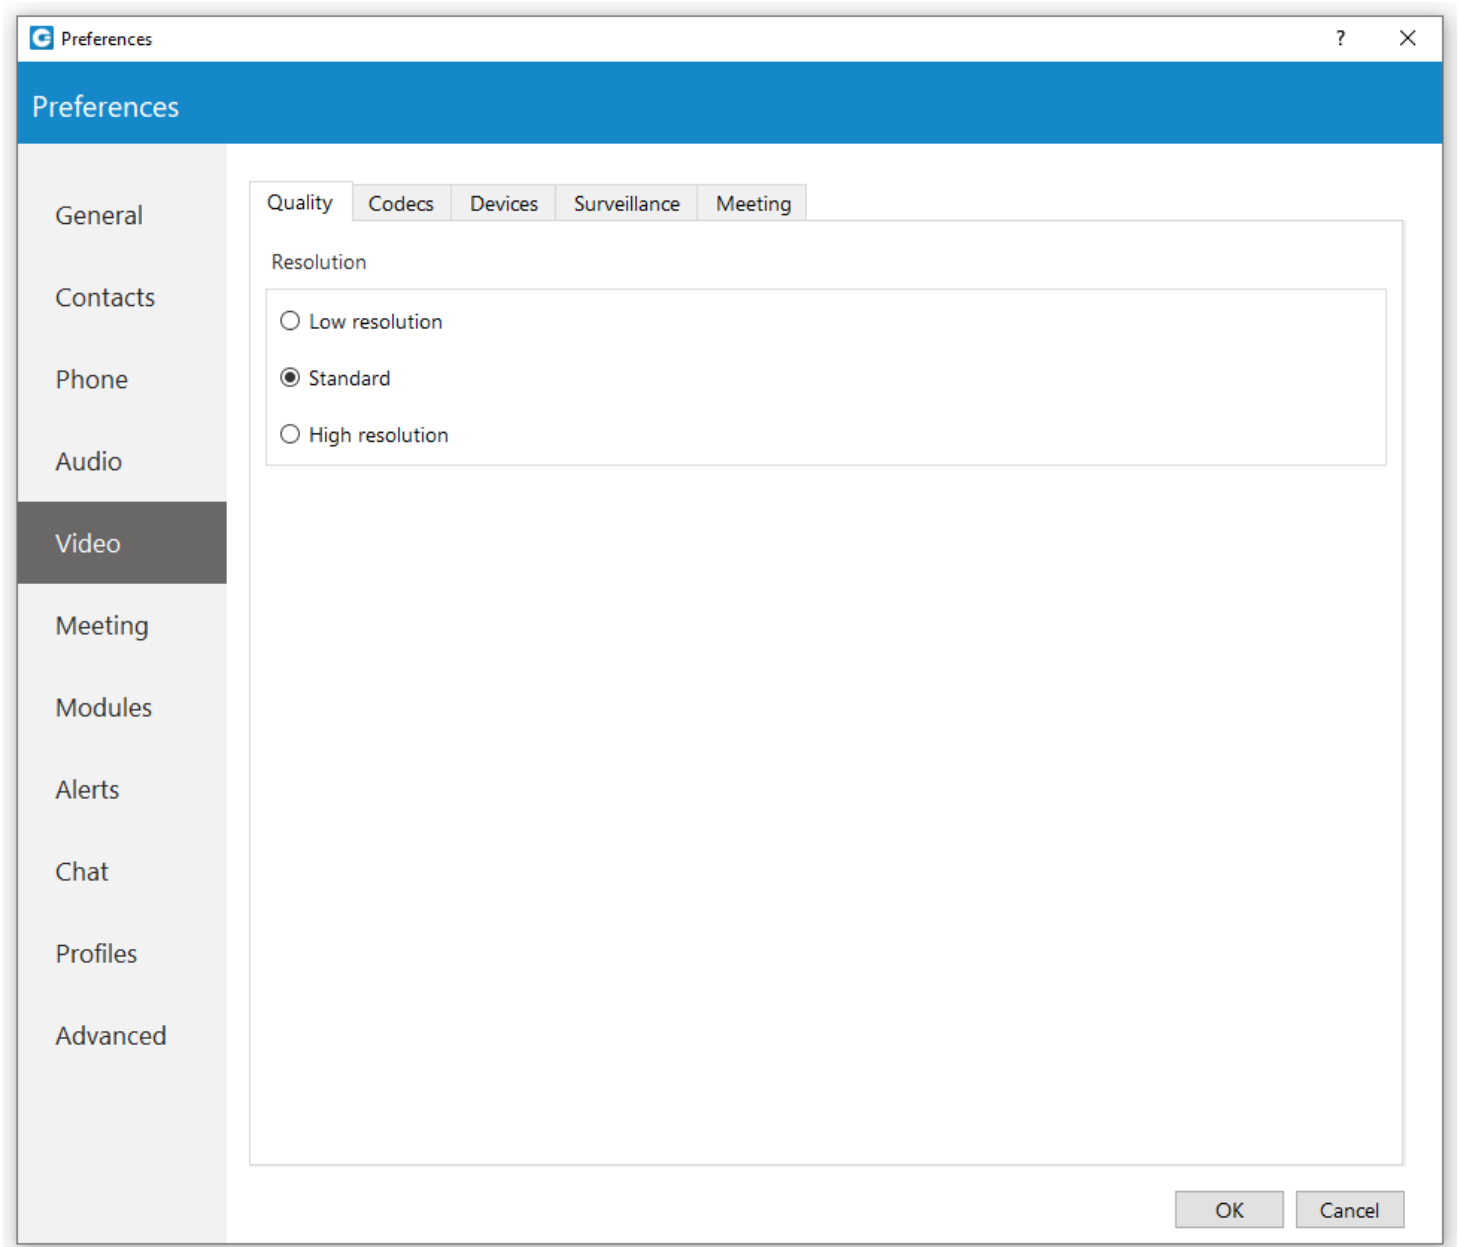 Preferences
?
Preferences
General
Contacts
Phone
Audio
Video
Meeting
Modules
Alerts
Chat
Profiles
Advanced
Quality Codecs Devices Surveillance Meeting
Resolution
Low resolution
Standard
High resolution
OK Cancel